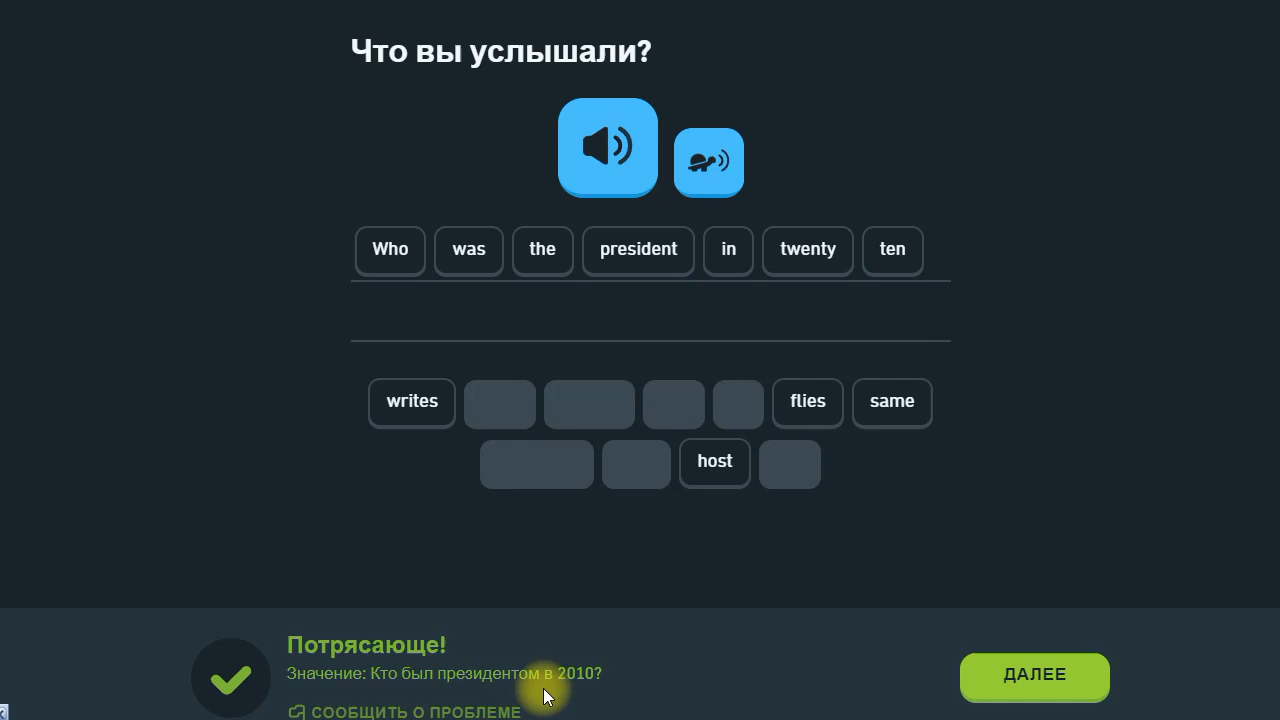 Что вы услышали?
Who was the president in twenty ten
writes flies same
host
Потрясающе!
Значение: Кто был президентом в 2010?
ДАЛЕЕ
СООБЩИТЬ О ПРОБЛЕМЕ